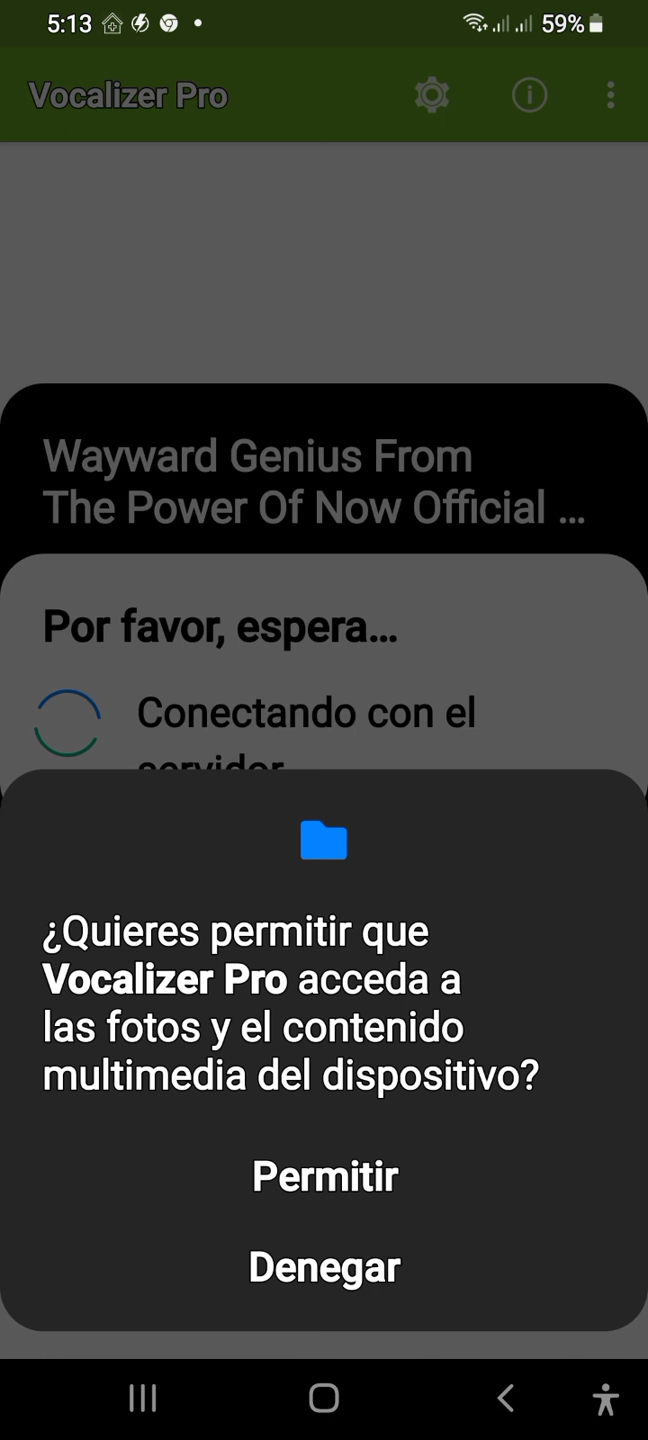 5:13
59%
Vocalizer Pro
Wayward Genius From
The Power Of Now Official ...
Por favor, espera...
Conectando con el
servidor
¿Quieres permitir que
Vocalizer Pro acceda a
las fotos y el contenido
multimedia del dispositivo?
Permitir
Denegar